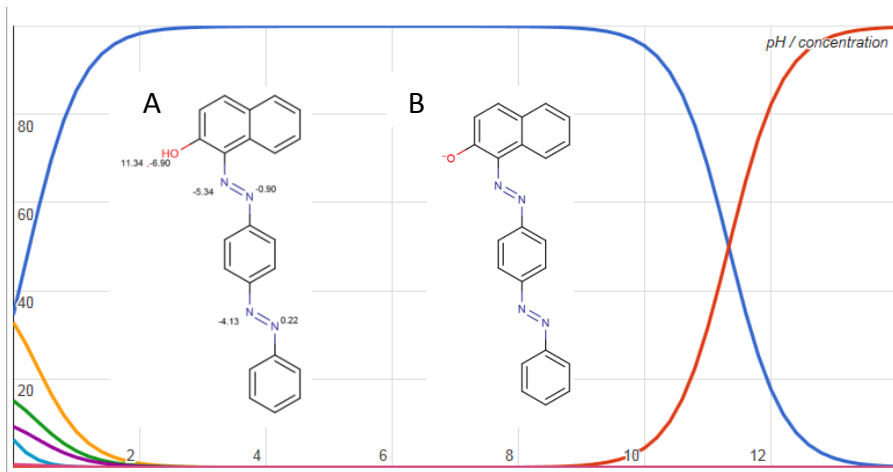 pH / concentration
A
B
80
60
40
20
2
4
6
8
10
12
HO
11.34 ,-6.90
N
-5.34
N
-0.90
N
-4.13
N
0.22
⁻O
N
N
N
N